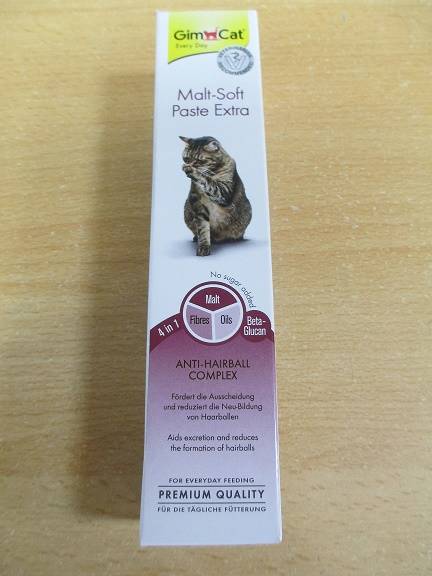 GimCat
Every Day
VETERINARY
RECOMMENDED
Malt-Soft
Paste Extra
No sugar added
4 in 1
Malt
Fibres
Oils
Beta-
Glucan
ANTI-HAIRBALL
COMPLEX
Fördert die Ausscheidung
und reduziert die Neu-Bildung
von Haarballen
Aids excretion and reduces
the formation of hairballs
FOR EVERYDAY FEEDING
PREMIUM QUALITY
FÜR DIE TÄGLICHE FÜTTERUNG